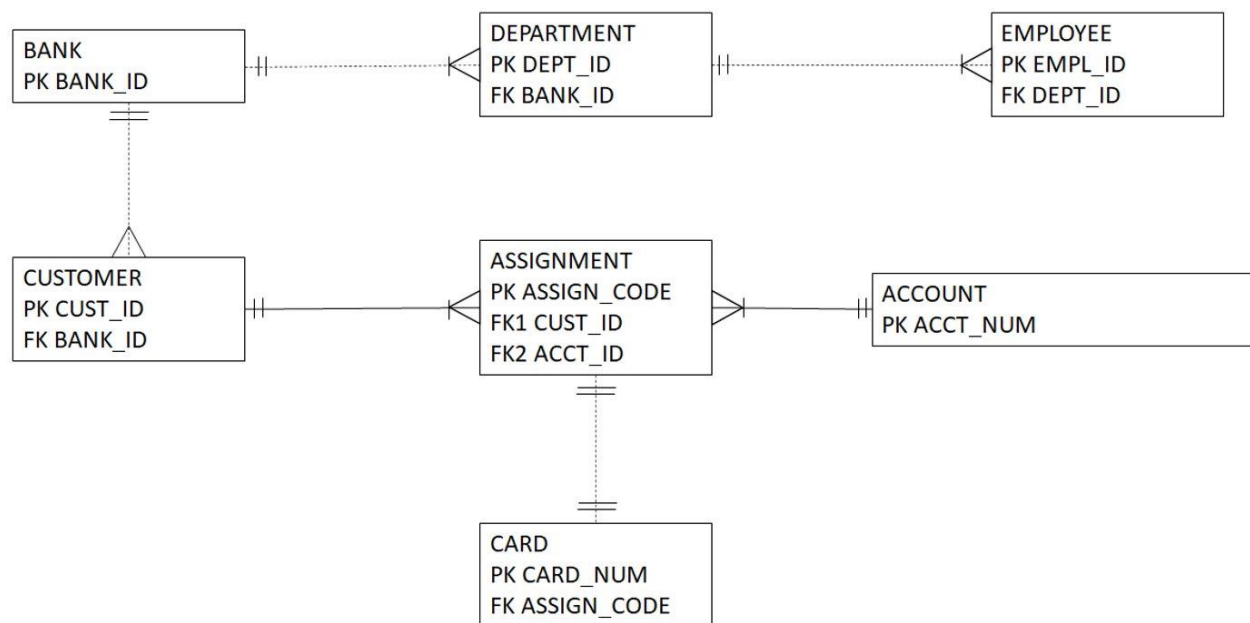 BANK
PK BANK_ID
DEPARTMENT
PK DEPT_ID
FK BANK_ID
EMPLOYEE
PK EMPL_ID
FK DEPT_ID
CUSTOMER
PK CUST_ID
FK BANK_ID
ASSIGNMENT
PK ASSIGN_CODE
FK1 CUST_ID
FK2 ACCT_ID
ACCOUNT
PK ACCT_NUM
CARD
PK CARD_NUM
FK ASSIGN_CODE